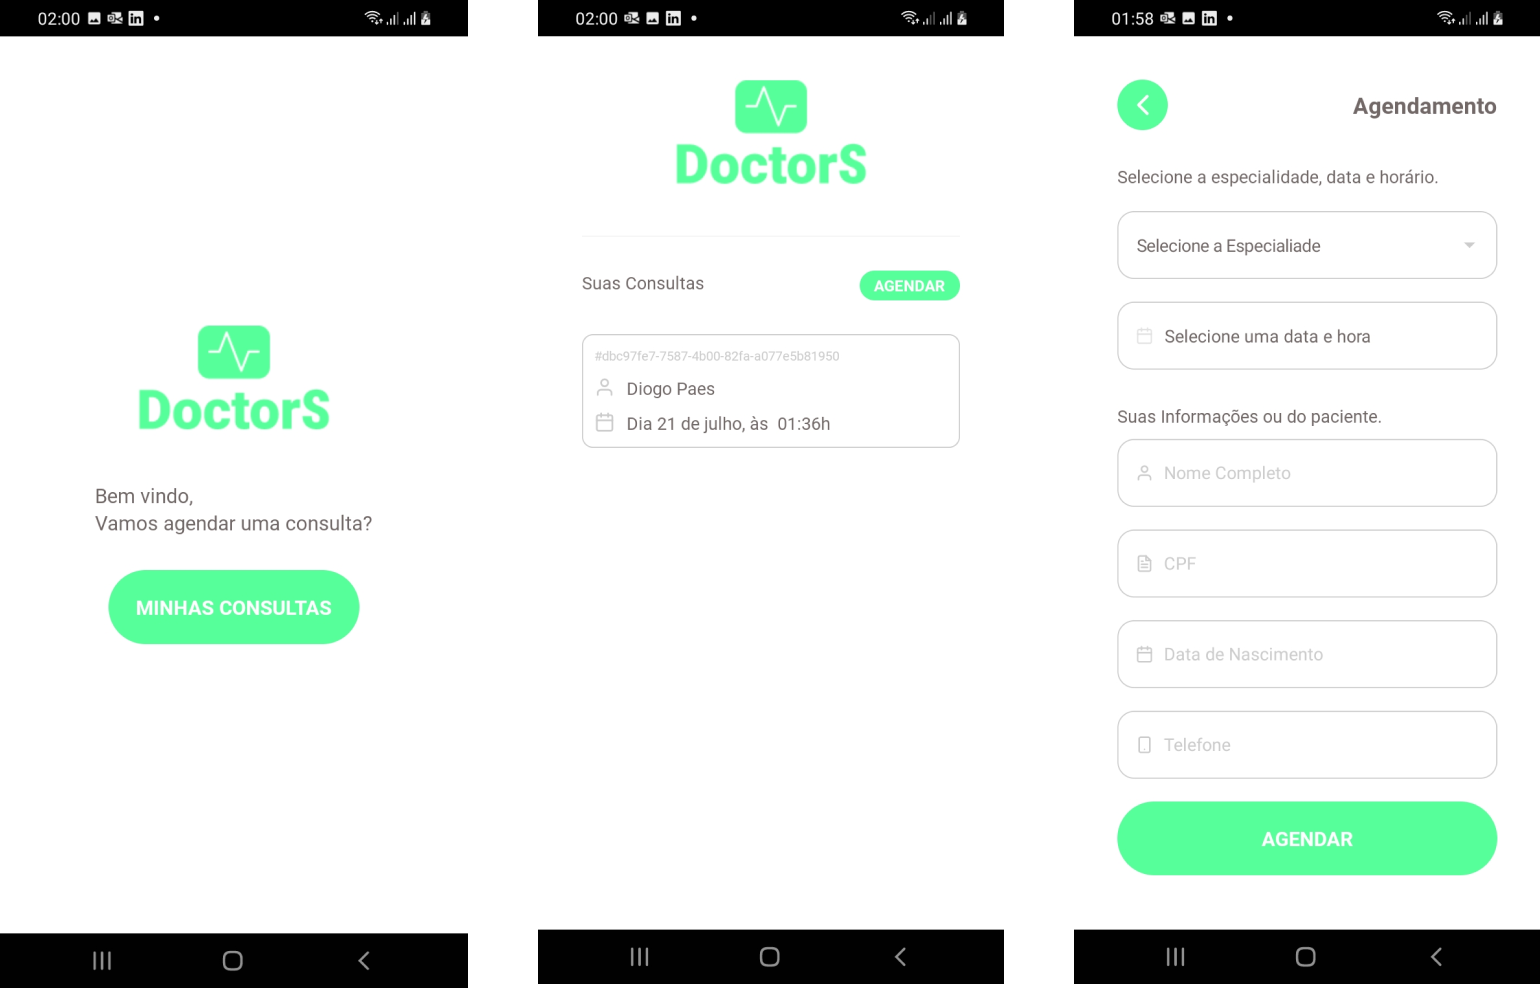 02:00
DoctorS
Bem vindo,
Vamos agendar uma consulta?
MINHAS CONSULTAS
02:00
DoctorS
Suas Consultas
AGENDAR
#dbc97fe7-7587-4b00-82fa-a077e5b81950
Diogo Paes
Dia 21 de julho, às 01:36h
01:58
Agendamento
Selecione a especialidade, data e horário.
Selecione a Especialiade
Selecione uma data e hora
Suas Informações ou do paciente.
Nome Completo
CPF
Data de Nascimento
Telefone
AGENDAR